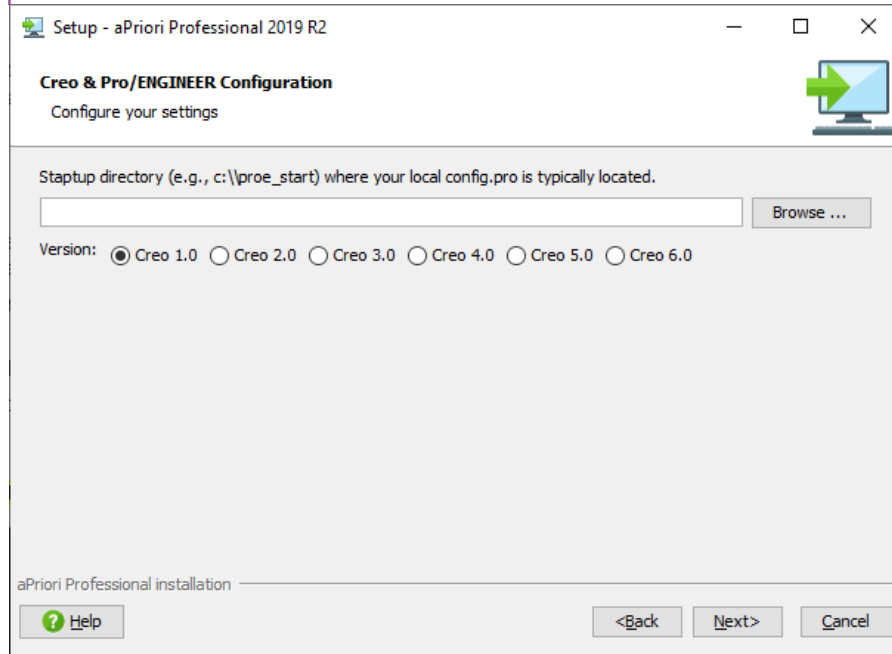 Setup - aPriori Professional 2019 R2
Creo & Pro/ENGINEER Configuration
Configure your settings
Staptup directory (e.g., c:\\proe_start) where your local config.pro is typically located.
Browse ...
Version: Creo 1.0 Creo 2.0 Creo 3.0 Creo 4.0 Creo 5.0 Creo 6.0
aPriori Professional installation
? Help <Back Next> Cancel